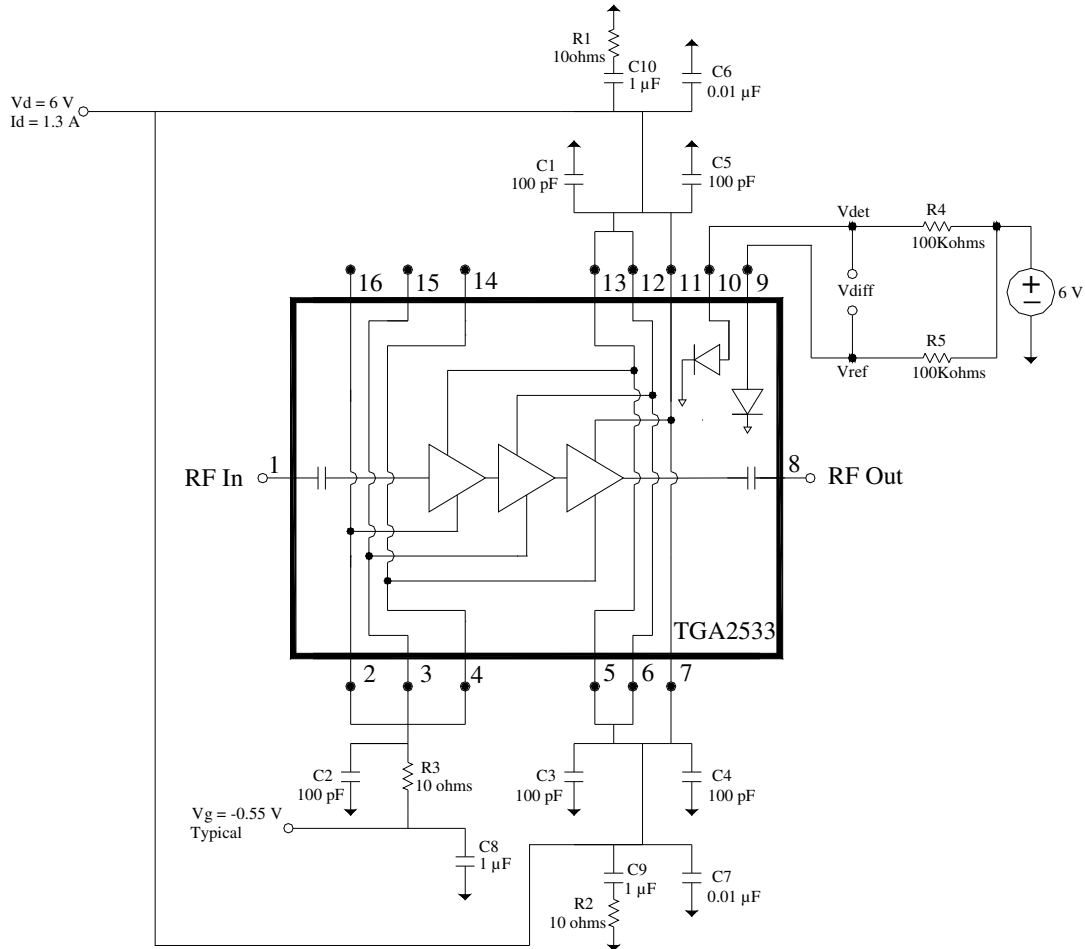 R1
10ohms
C10
1 µF
C6
0.01 µF
Vd = 6 V
Id = 1.3 A
C1
100 pF
C5
100 pF
Vdet
R4
100Kohms
16
15
14
13
12
11
10
9
Vdiff
6 V
Vref
R5
100Kohms
RF In
1
8
RF Out
TGA2533
2
3
4
5
6
7
C2
100 pF
R3
10 ohms
C3
100 pF
C4
100 pF
Vg = -0.55 V
Typical
C8
1 µF
C9
1 µF
R2
10 ohms
C7
0.01 µF